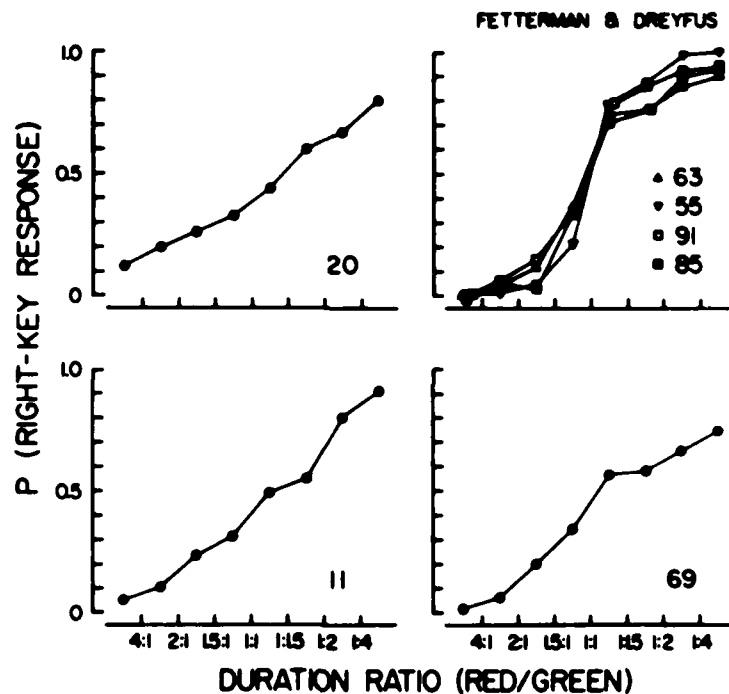 FETTERMAN & DREYFUS
P (RIGHT-KEY RESPONSE)
1.0
0.5
0
20
63
55
91
85
1.0
0.5
0
11
69
4:1 2:1 1.5:1 1:1 1:1.5 1:2 1:4
4:1 2:1 1.5:1 1:1 1:1.5 1:2 1:4
DURATION RATIO (RED/GREEN)